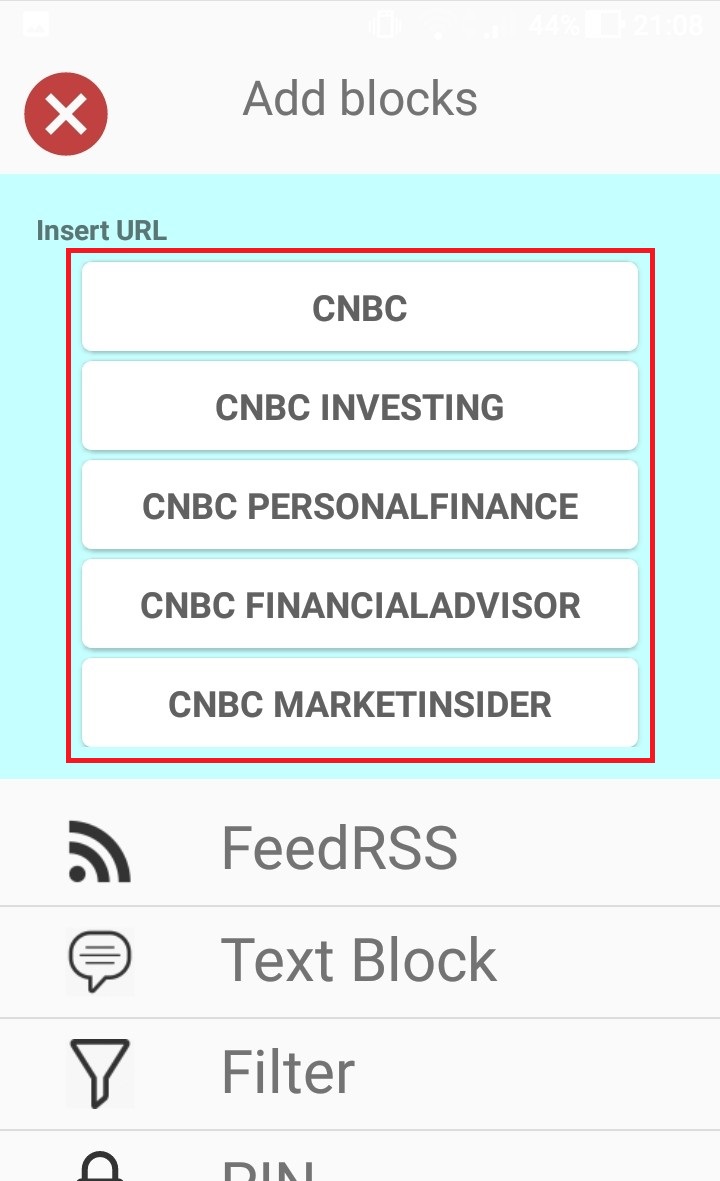 44% 21:08
Add blocks
Insert URL
CNBC
CNBC INVESTING
CNBC PERSONALFINANCE
CNBC FINANCIALADVISOR
CNBC MARKETINSIDER
FeedRSS
Text Block
Filter
PIN